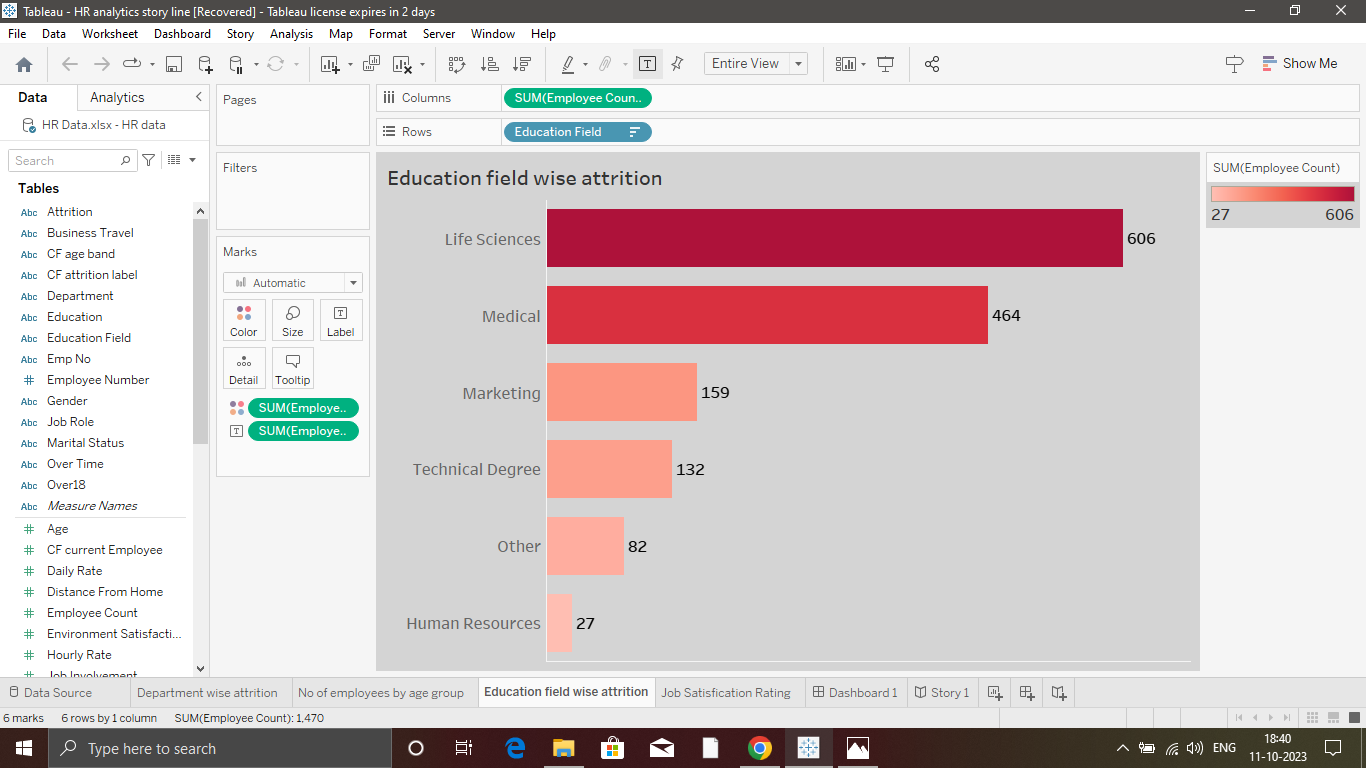 Tableau - HR analytics story line [Recovered] - Tableau license expires in 2 days
File Data Worksheet Dashboard Story Analysis Map Format Server Window Help
Entire View
Show Me
Data Analytics
HR Data.xlsx - HR data
Search
Tables
Abc Attrition
Abc Business Travel
Abc CF age band
Abc CF attrition label
Abc Department
Abc Education
Abc Education Field
Abc Emp No
# Employee Number
Abc Gender
Abc Job Role
Abc Marital Status
Abc Over Time
Abc Over18
Abc Measure Names
# Age
# CF current Employee
# Daily Rate
# Distance From Home
# Employee Count
# Environment Satisfacti...
# Hourly Rate
# Job Involvement
Pages
Filters
Marks
Automatic
Color Size Label
Detail Tooltip
SUM(Employe..
SUM(Employe..
Columns SUM(Employee Coun..
Rows Education Field
Education field wise attrition
Life Sciences 606
Medical 464
Marketing 159
Technical Degree 132
Other 82
Human Resources 27
SUM(Employee Count)
27 606
Data Source Department wise attrition No of employees by age group Education field wise attrition Job Satisfication Rating Dashboard 1 Story 1
6 marks 6 rows by 1 column SUM(Employee Count): 1,470
Type here to search
ENG
18:40
11-10-2023